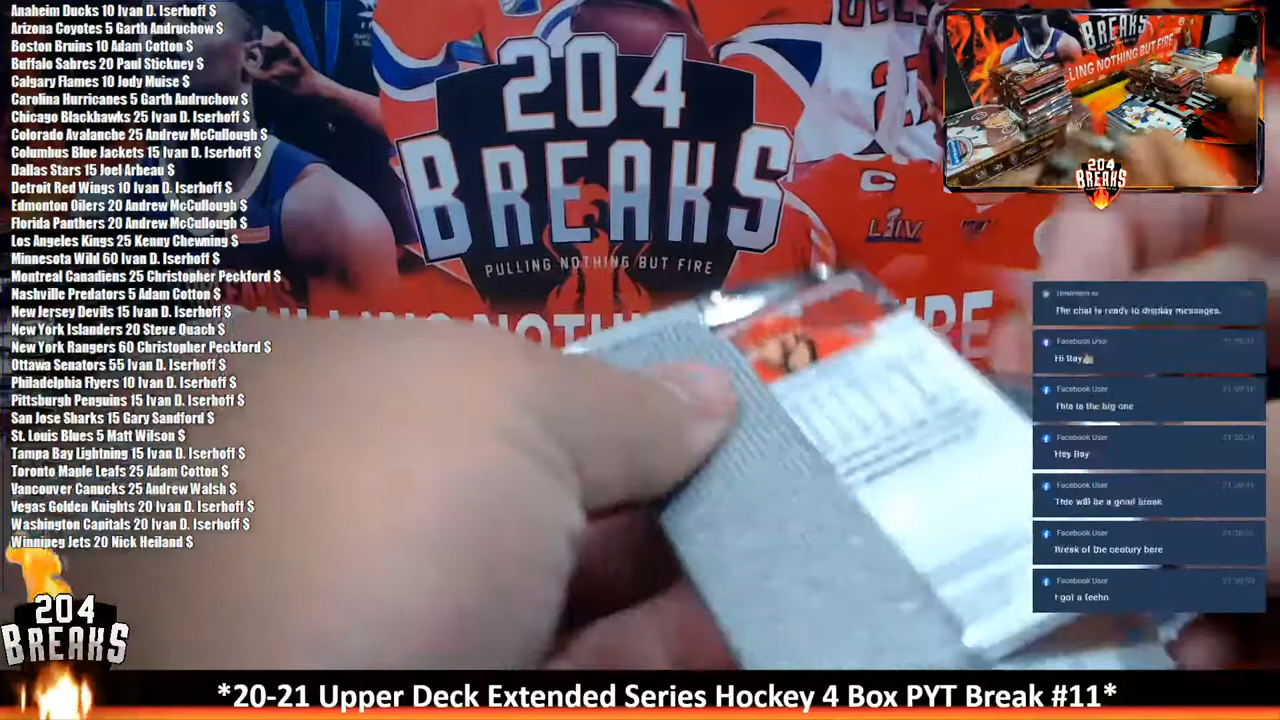 Anaheim Ducks 10 Ivan D. Iserhoff $
Arizona Coyotes 5 Garth Andruchow $
Boston Bruins 10 Adam Cotton $
Buffalo Sabres 20 Paul Stickney $
Calgary Flames 10 Jody Muise $
Carolina Hurricanes 5 Garth Andruchow $
Chicago Blackhawks 25 Ivan D. Iserhoff $
Colorado Avalanche 25 Andrew McCullough $
Columbus Blue Jackets 15 Ivan D. Iserhoff $
Dallas Stars 15 Joel Arbeau $
Detroit Red Wings 10 Ivan D. Iserhoff $
Edmonton Oilers 20 Andrew McCullough $
Florida Panthers 20 Andrew McCullough $
Los Angeles Kings 25 Kenny Chewning $
Minnesota Wild 60 Ivan D. Iserhoff $
Montreal Canadiens 25 Christopher Peckford $
Nashville Predators 5 Adam Cotton $
New Jersey Devils 15 Ivan D. Iserhoff $
New York Islanders 20 Steve Ouach $
New York Rangers 60 Christopher Peckford $
Ottawa Senators 55 Ivan D. Iserhoff $
Philadelphia Flyers 10 Ivan D. Iserhoff $
Pittsburgh Penguins 15 Ivan D. Iserhoff $
San Jose Sharks 15 Gary Sandford $
St. Louis Blues 5 Matt Wilson $
Tampa Bay Lightning 15 Ivan D. Iserhoff $
Toronto Maple Leafs 25 Adam Cotton $
Vancouver Canucks 25 Andrew Walsh $
Vegas Golden Knights 20 Ivan D. Iserhoff $
Washington Capitals 20 Ivan D. Iserhoff $
Winnipeg Jets 20 Nick Heiland $
204
BREAKS
204
BREAKS
PULLING NOTHING BUT FIRE
C
LIV
BREAKS
LLING NOTHING BUT FIRE
204
BREAKS
The chat is ready to display messages.
Facebook User
Hi Ray
Facebook User
This is the big one
Facebook User
Hey Ray
Facebook User
This will be a good break
Facebook User
Break of the century here
Facebook User
I got a feehn
*20-21 Upper Deck Extended Series Hockey 4 Box PYT Break #11*